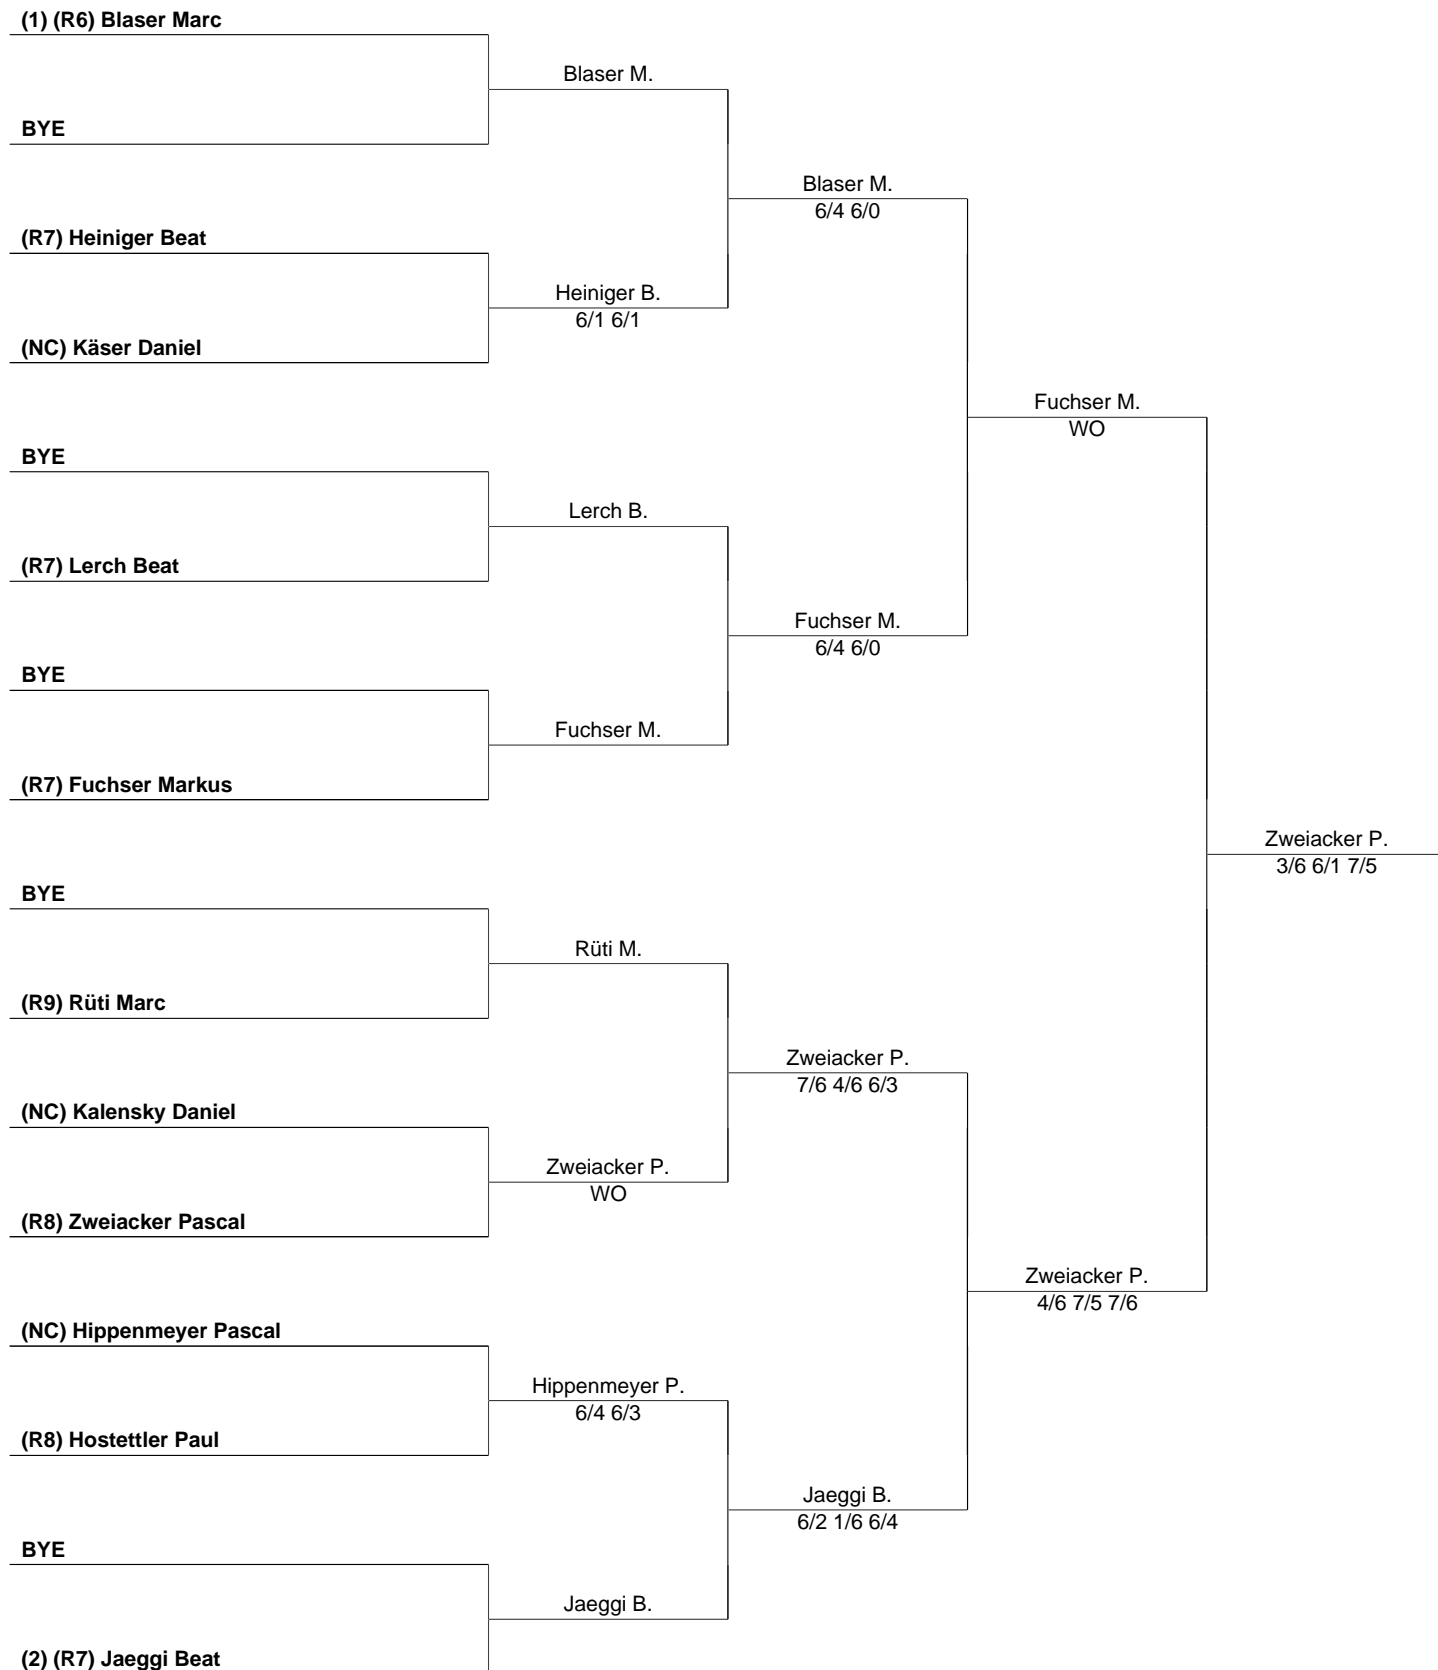 (1) (R6) Blaser Marc
Blaser M.
BYE
Blaser M.
6/4 6/0
(R7) Heiniger Beat
Heiniger B.
6/1 6/1
(NC) Käser Daniel
Fuchser M.
WO
BYE
Lerch B.
(R7) Lerch Beat
Fuchser M.
6/4 6/0
BYE
Fuchser M.
(R7) Fuchser Markus
Zweiacker P.
3/6 6/1 7/5
BYE
Rüti M.
(R9) Rüti Marc
Zweiacker P.
7/6 4/6 6/3
(NC) Kalensky Daniel
Zweiacker P.
WO
(R8) Zweiacker Pascal
Zweiacker P.
4/6 7/5 7/6
(NC) Hippenmeyer Pascal
Hippenmeyer P.
6/4 6/3
(R8) Hostettler Paul
Jaeggi B.
6/2 1/6 6/4
BYE
Jaeggi B.
(2) (R7) Jaeggi Beat